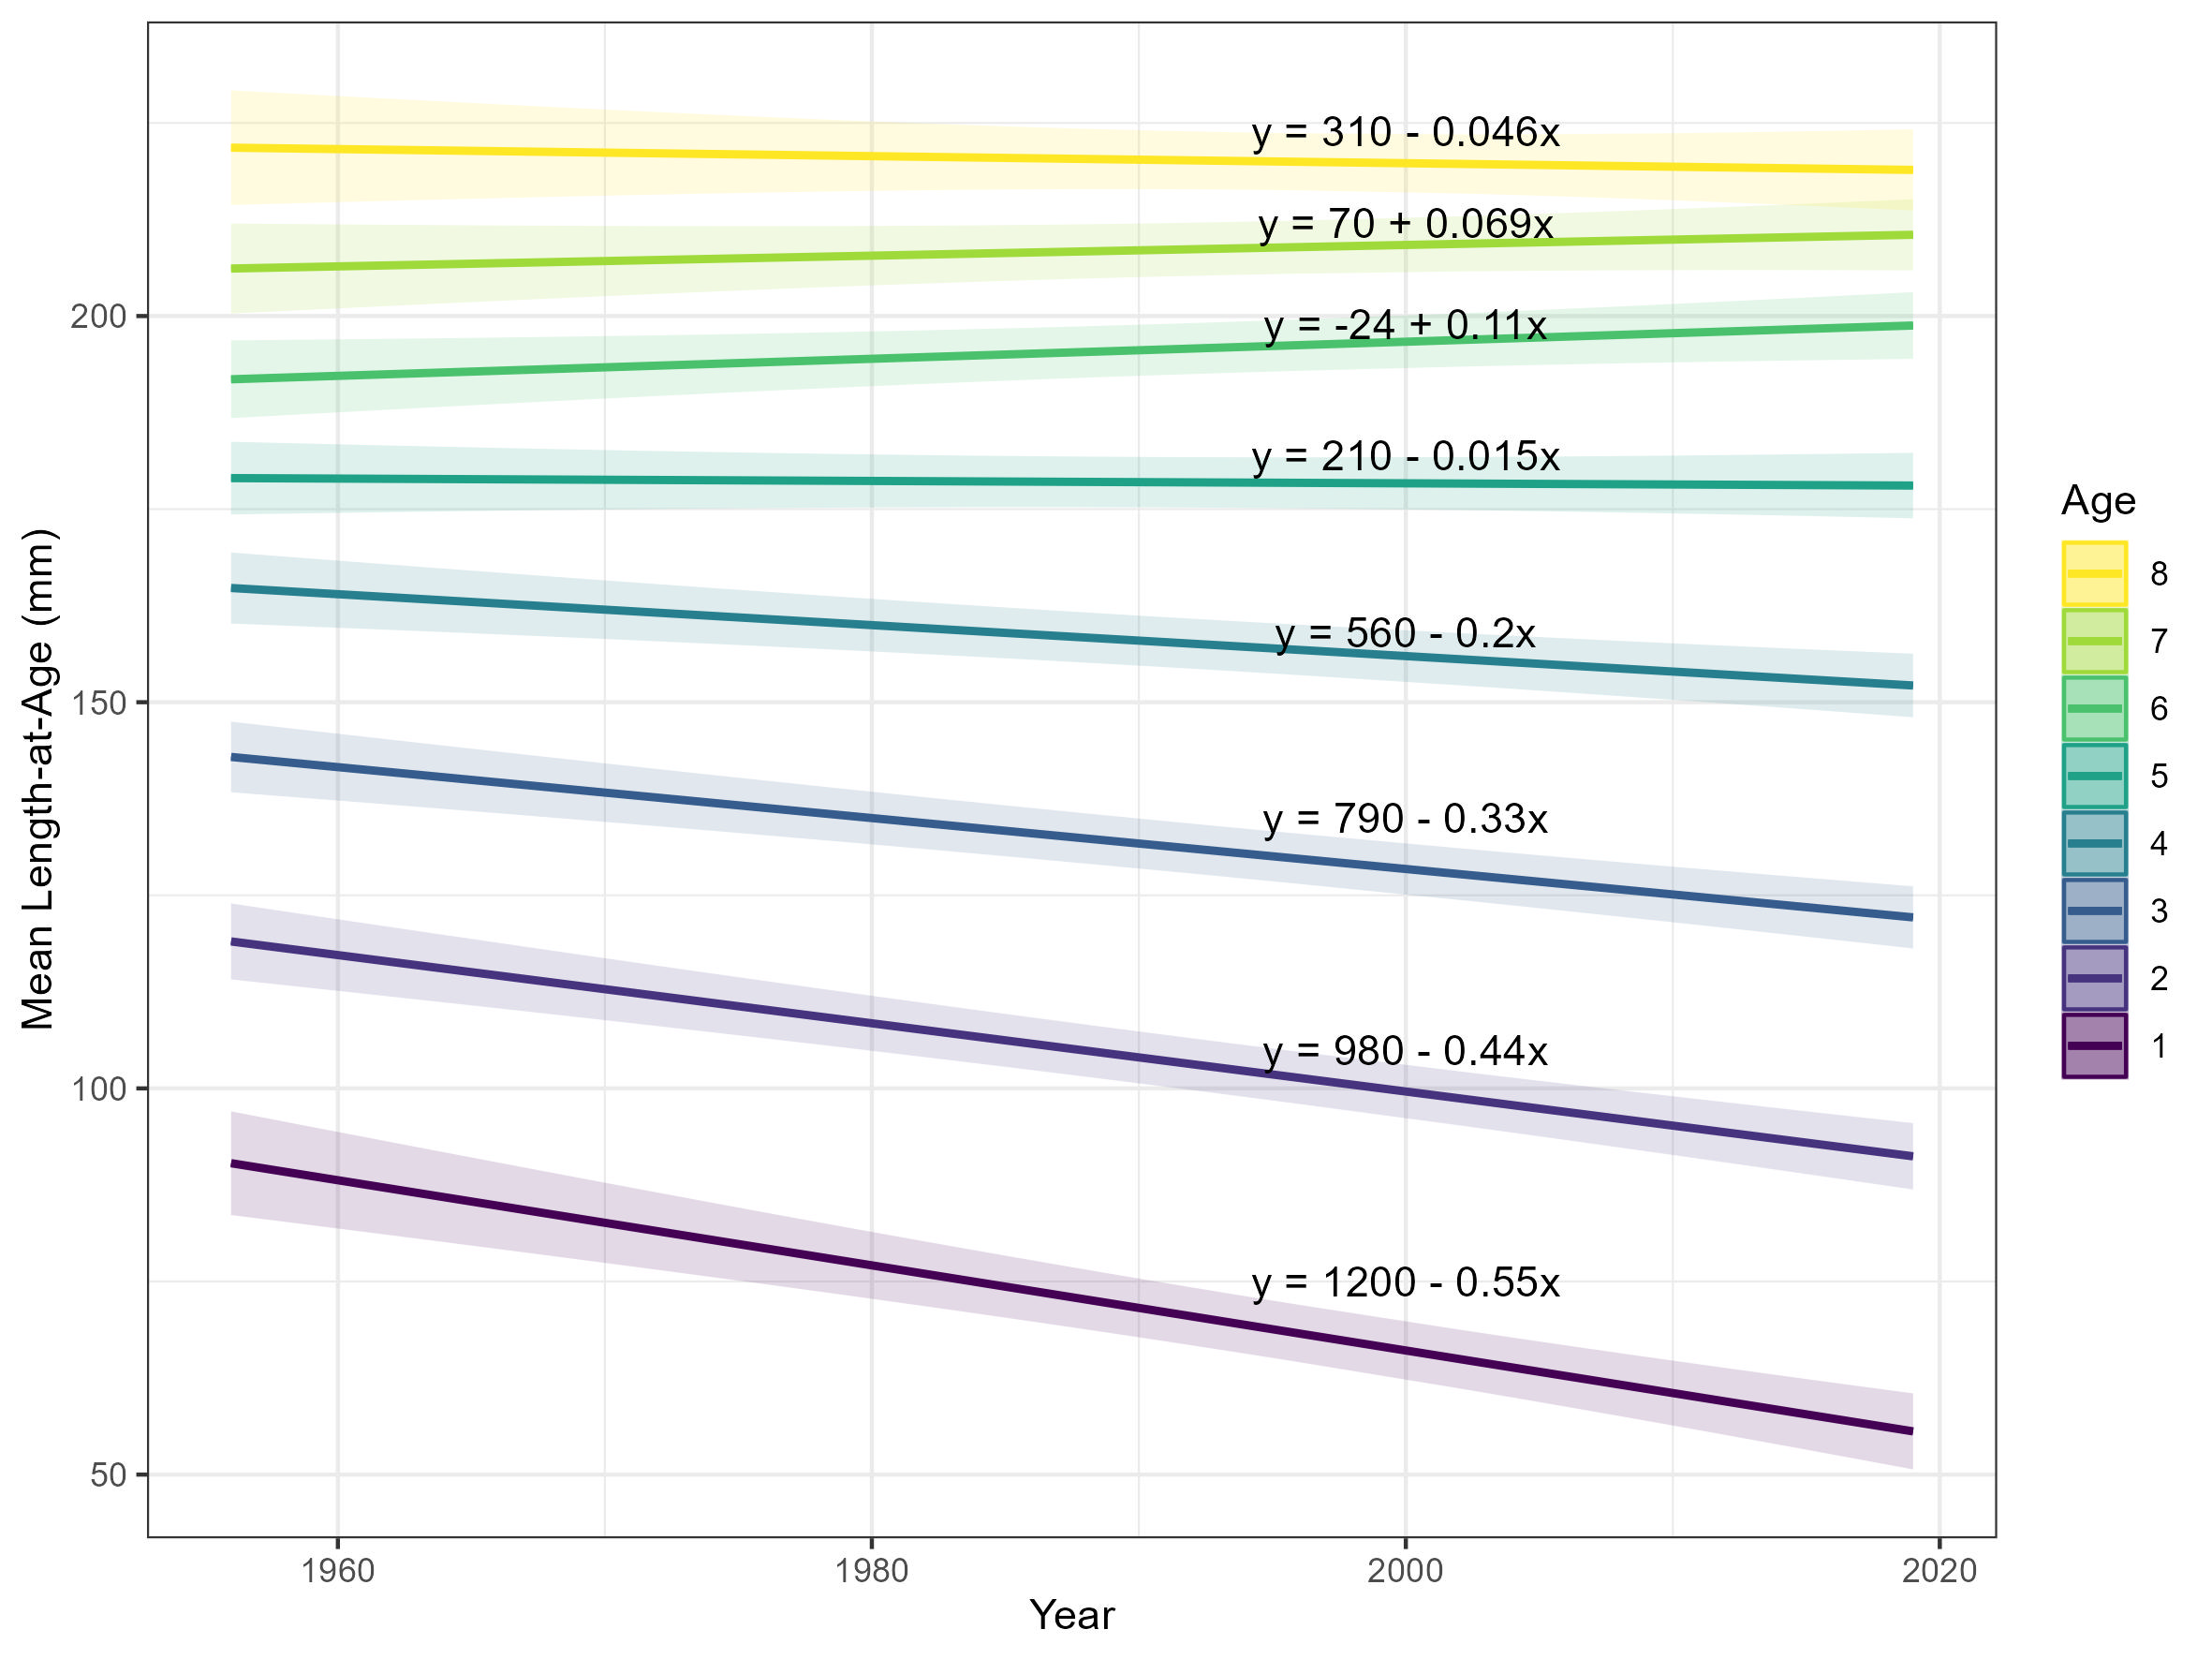 y = 310 - 0.046x
y = 70 + 0.069x
y = -24 + 0.11x
y = 210 - 0.015x
y = 560 - 0.2x
y = 790 - 0.33x
y = 980 - 0.44x
y = 1200 - 0.55x
200
150
100
50
Mean Length-at-Age (mm)
1960
1980
2000
2020
Year
Age
8
7
6
5
4
3
2
1